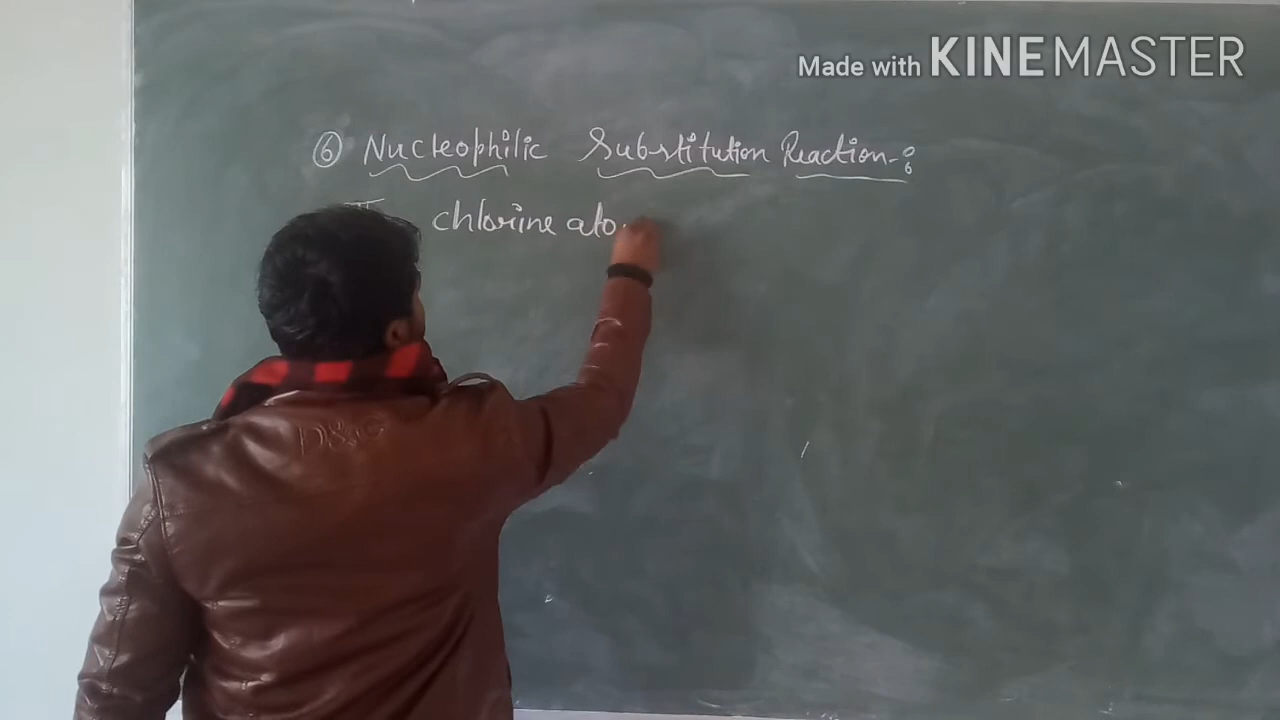 Made with KINEMASTER
⑥ Nucleophilic Substitution Reaction-:
chlorine ato
D&G